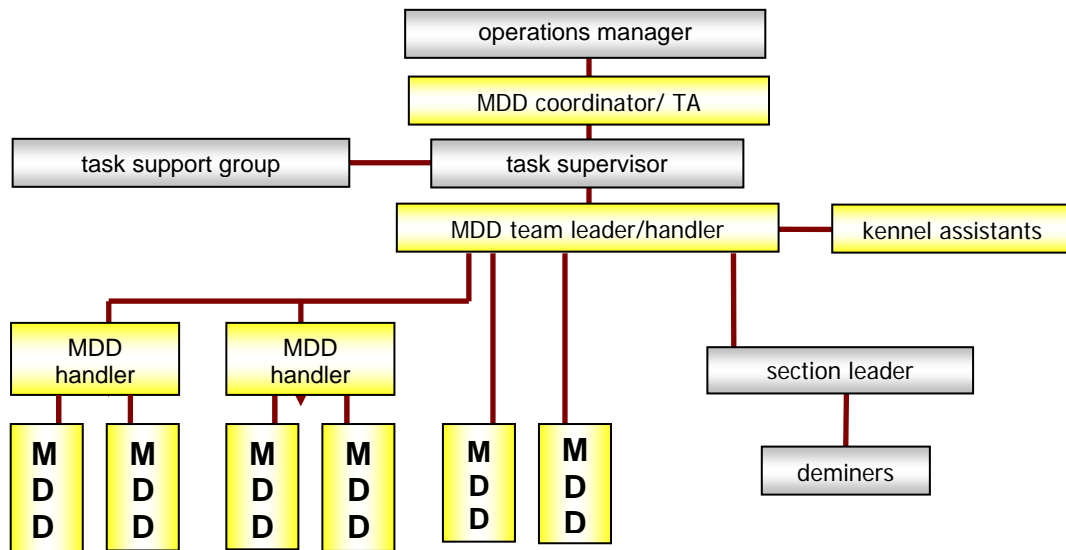 operations manager
MDD coordinator/ TA
task support group
task supervisor
MDD team leader/handler
kennel assistants
MDD
handler
MDD
handler
section leader
deminers
M
D
D
M
D
D
M
D
D
M
D
D
M
D
D
M
D
D